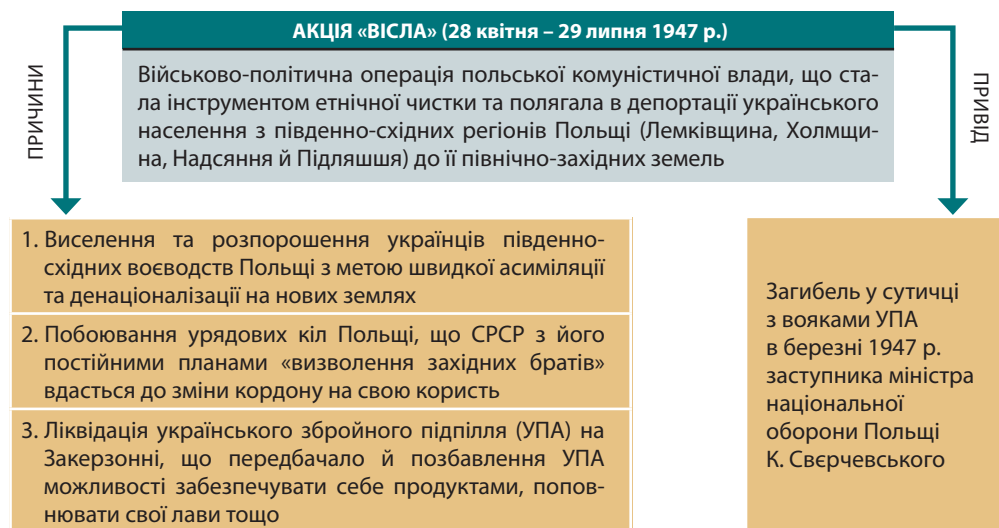 АКЦІЯ «ВІСЛА» (28 квітня – 29 липня 1947 р.)
Військово-політична операція польської комуністичної влади, що ста-
ла інструментом етнічної чистки та полягала в депортації українського
населення з південно-східних регіонів Польщі (Лемківщина, Холмщи-
на, Надсяння й Підляшшя) до її північно-західних земель
ПРИЧИНИ
ПРИВІД
1. Виселення та розпорошення українців південно-
східних воєводств Польщі з метою швидкої асиміляції
та денаціоналізації на нових землях
2. Побоювання урядових кіл Польщі, що СРСР з його
постійними планами «визволення західних братів»
вдасться до зміни кордону на свою користь
3. Ліквідація українського збройного підпілля (УПА) на
Закерзонні, що передбачало й позбавлення УПА
можливості забезпечувати себе продуктами, попов-
нювати свої лави тощо
Загибель у сутичці
з вояками УПА
в березні 1947 р.
заступника міністра
національної
оборони Польщі
К. Свєрчевського